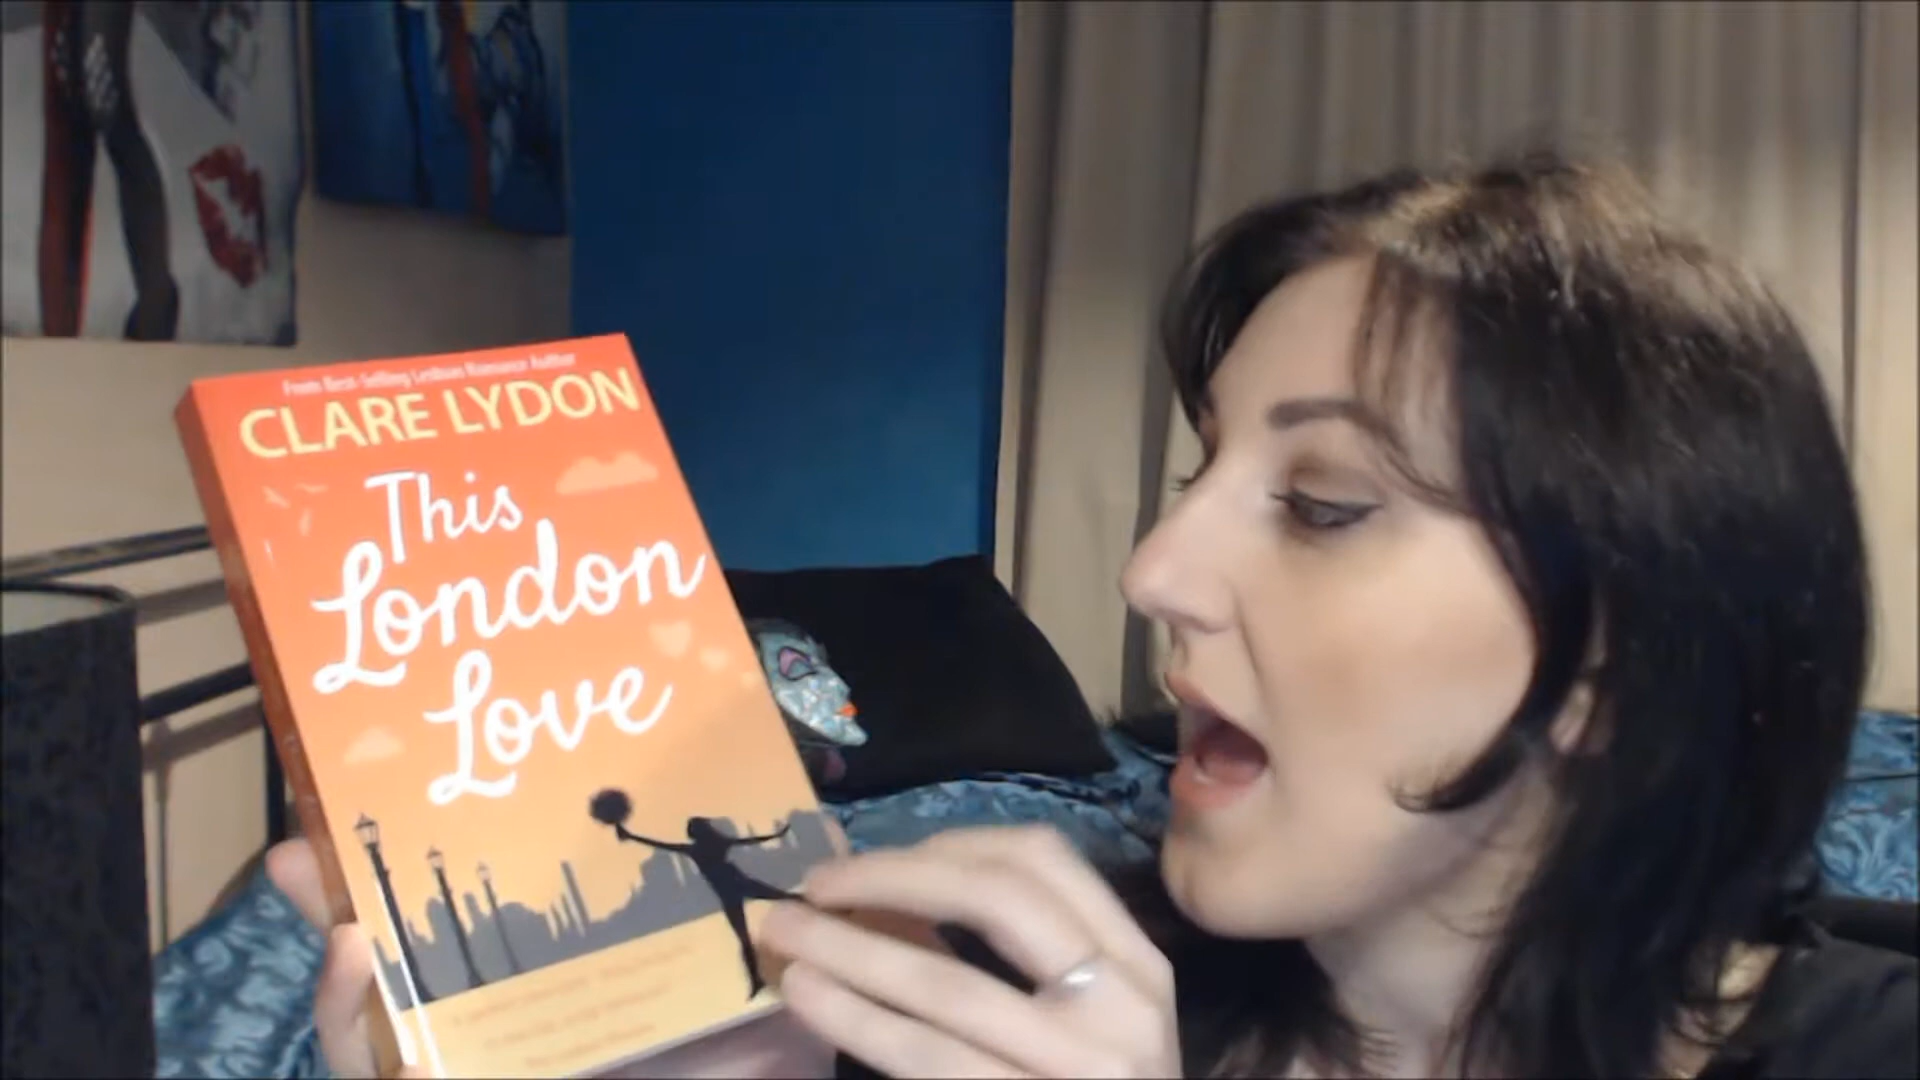 From Best-Selling Lesbian Romance Author
CLARE LYDON
This
London
Love